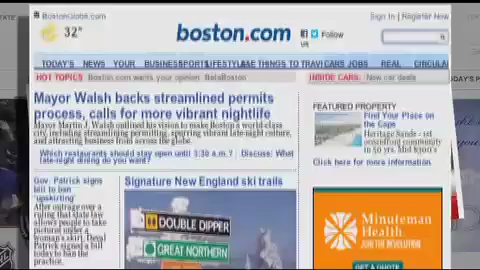 BostonGlobe.com
Sign In | Register Now
32°
boston.com
Follow
us
TODAY'S NEWS YOUR BUSINESS SPORTS LIFESTYLE A&E THINGS TO TRAVEL CARS JOBS REAL CIRCULAR
HOT TOPICS Boston.com wants your opinion BetaBoston
INSIDE CARS: New car deals
Mayor Walsh backs streamlined permits
process, calls for more vibrant nightlife
Mayor Martin J. Walsh outlined his vision to make Boston a world-class
city, including streamlining permitting, spurring vibrant late-night culture,
and attracting business from across the globe.
Which restaurants should stay open until 3:30 a.m.? Discuss: What
late-night dining do you want?
FEATURED PROPERTY
Find Your Place on
the Cape
Heritage Sands - 1st
oceanfront community
in 50 yrs. Mid $300's
Click here for more information.
Gov. Patrick
signs bill to
ban
'upskirting'
After outrage over a
ruling that state law
allows people to take
pictures under a
woman's skirt, Deval
Patrick signed a bill
today to ban the
practice.
Signature New England ski trails
DOUBLE DIPPER
GREAT NORTHERN
Minuteman
Health
JOIN THE REVOLUTION
GET A QUOTE